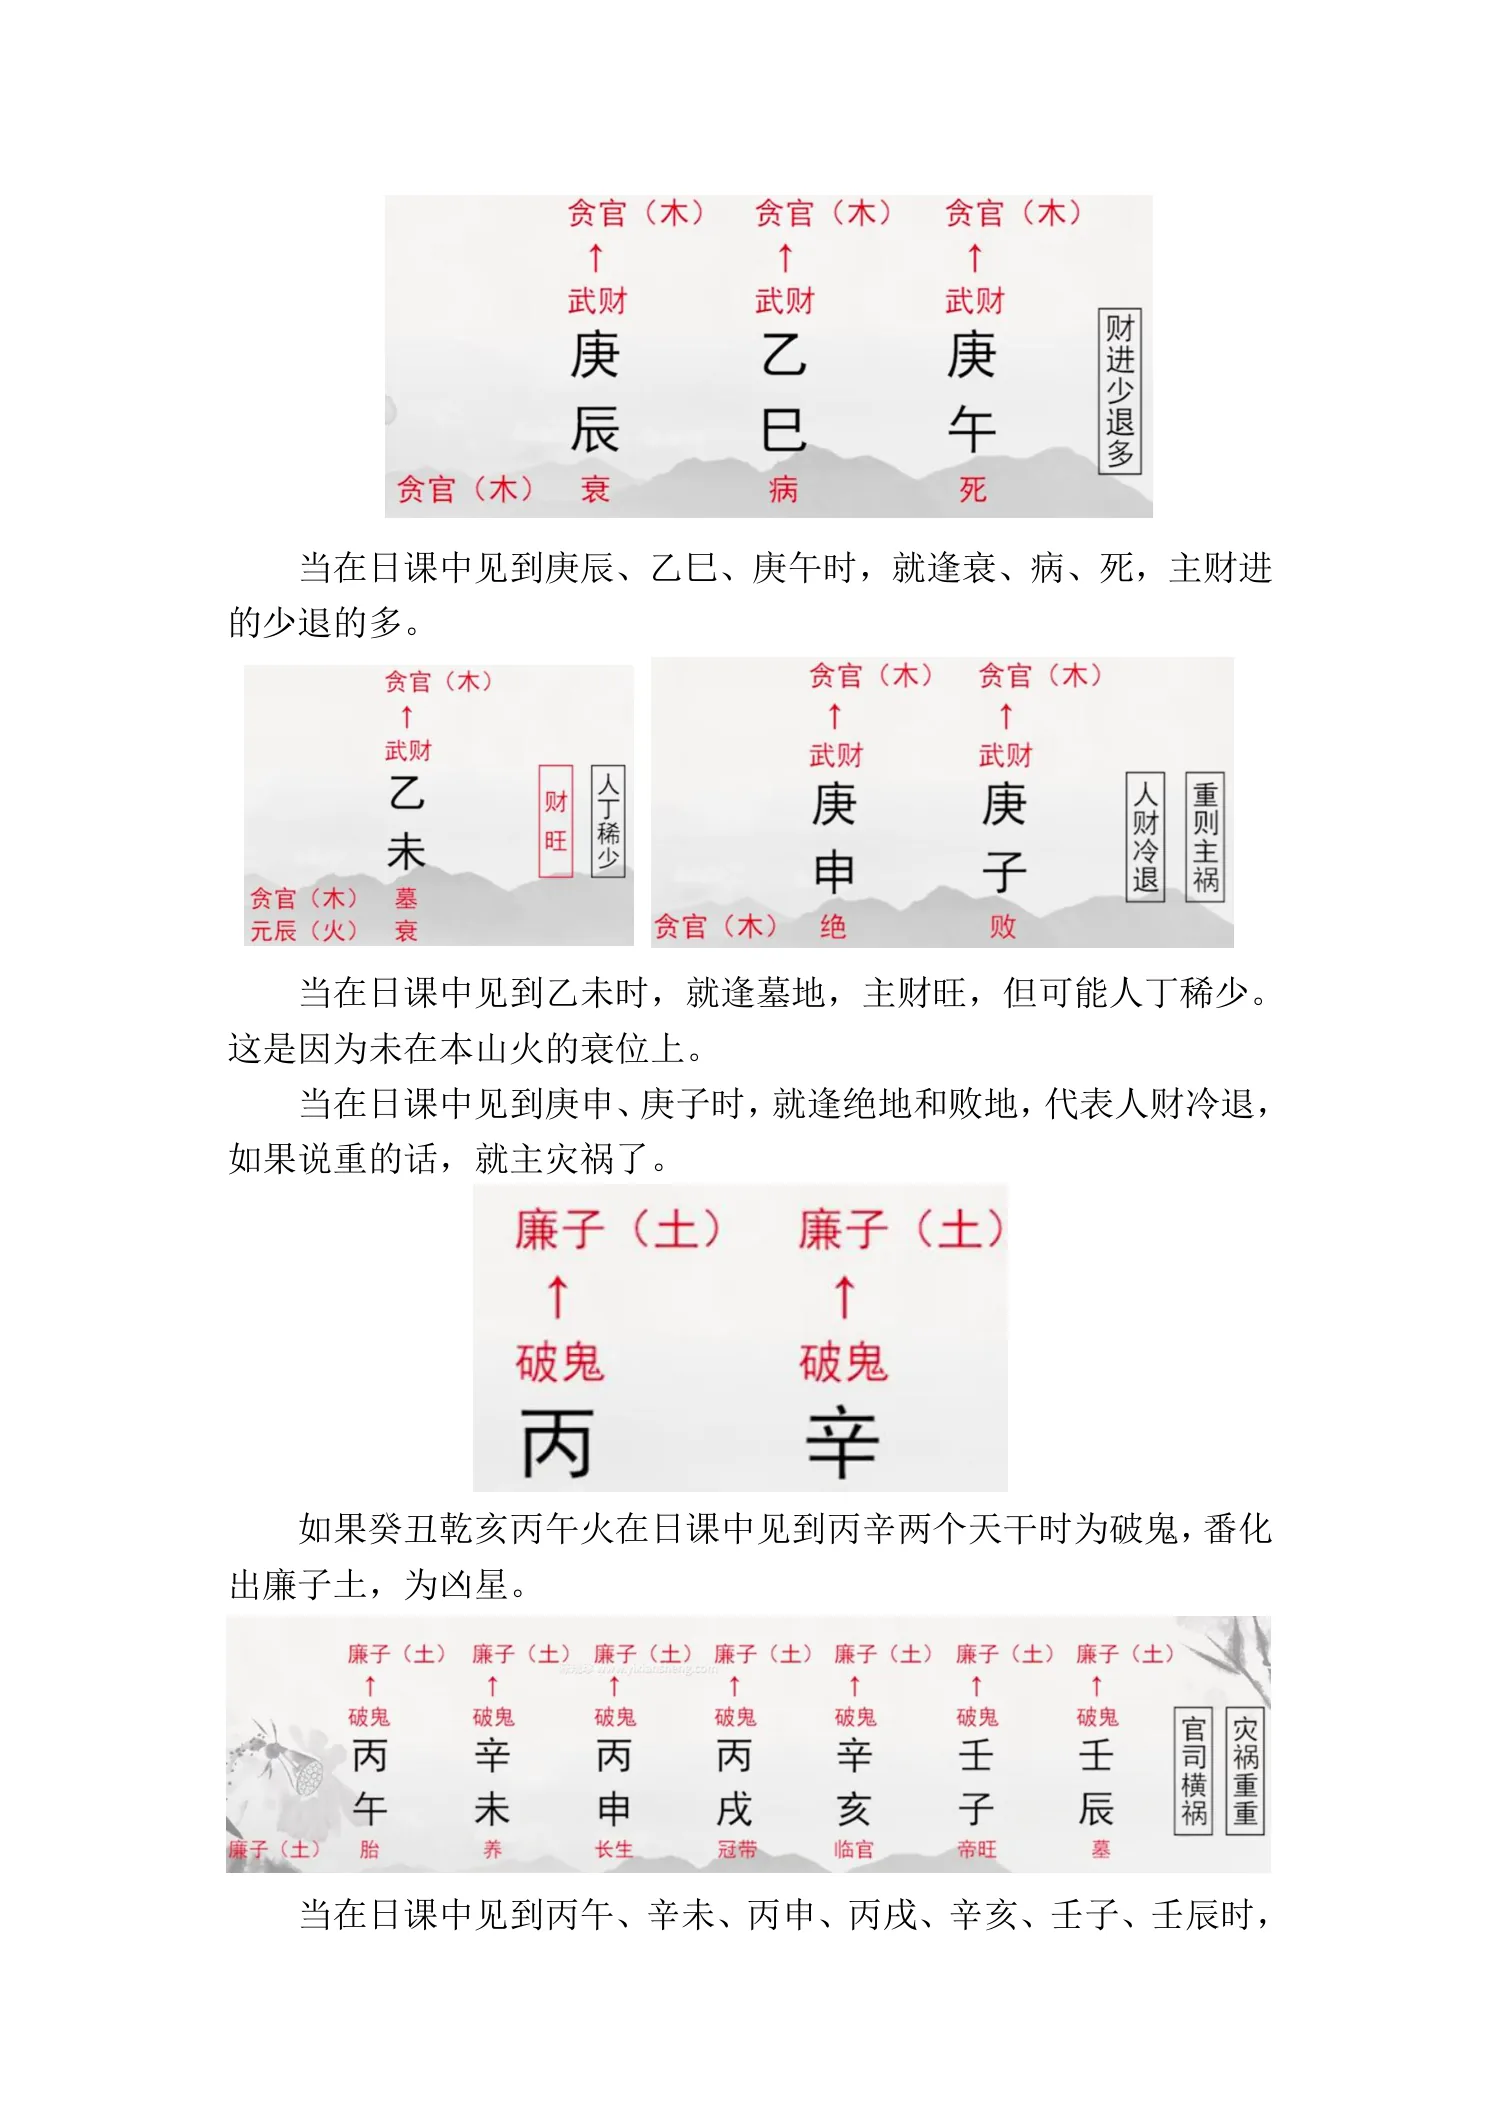 贪官（木） 贪官（木） 贪官（木）
↑ ↑ ↑
武财 武财 武财
庚 乙 庚
辰 巳 午
贪官（木） 衰 病 死
财进少退多
当在日课中见到庚辰、乙巳、庚午时，就逢衰、病、死，主财进
的少退的多。
贪官（木）
↑
武财
乙
未
贪官（木） 墓
元辰（火） 衰
财旺
人丁稀少
贪官（木） 贪官（木）
↑ ↑
武财 武财
庚 庚
申 子
贪官（木） 绝 败
人财冷退
重则主祸
当在日课中见到乙未时，就逢墓地，主财旺，但可能人丁稀少。
这是因为未在本山火的衰位上。
当在日课中见到庚申、庚子时，就逢绝地和败地，代表人财冷退，
如果说重的话，就主灾祸了。
廉子（土） 廉子（土）
↑ ↑
破鬼 破鬼
丙 辛
如果癸丑乾亥丙午火在日课中见到丙辛两个天干时为破鬼，番化
出廉子土，为凶星。
廉子（土） 廉子（土） 廉子（土） 廉子（土） 廉子（土） 廉子（土） 廉子（土）
↑ ↑ ↑ ↑ ↑ ↑ ↑
破鬼 破鬼 破鬼 破鬼 破鬼 破鬼 破鬼
丙 辛 丙 丙 辛 壬 壬
午 未 申 戌 亥 子 辰
廉子（土） 胎 养 长生 冠带 临官 帝旺 墓
官司横祸
灾祸重重
当在日课中见到丙午、辛未、丙申、丙戌、辛亥、壬子、壬辰时，